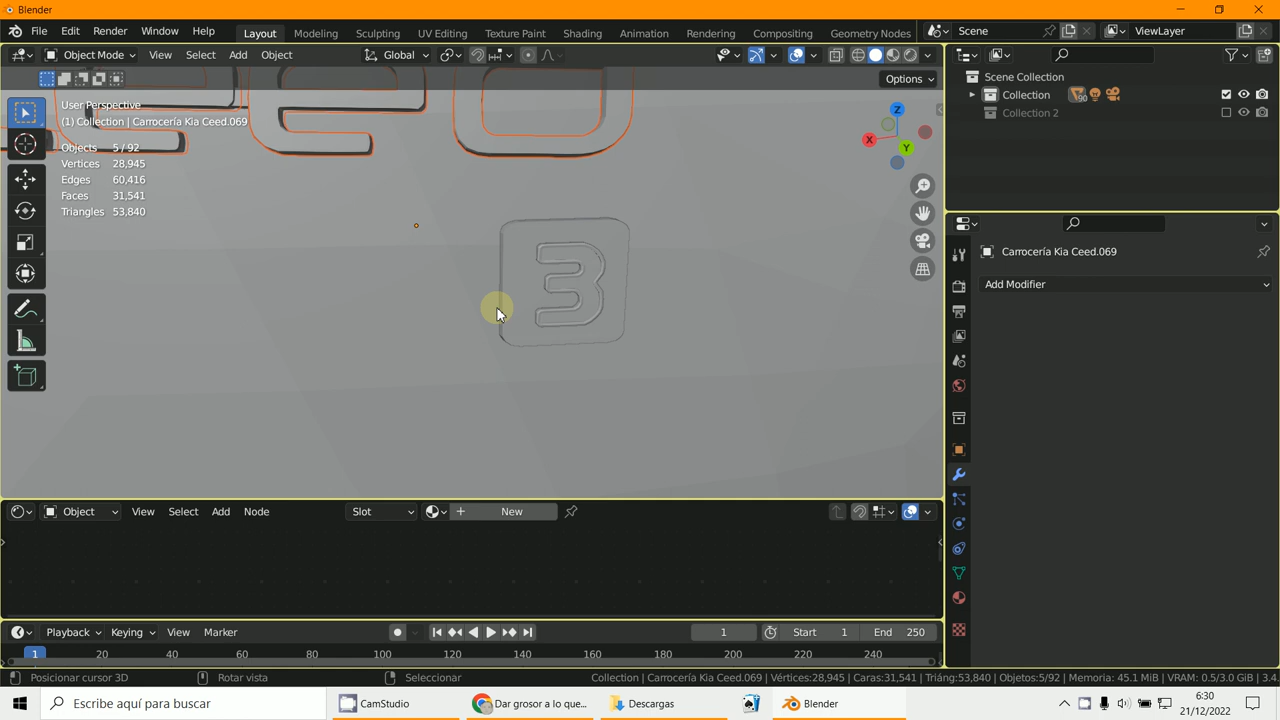 Blender
File Edit Render Window Help Layout Modeling Sculpting UV Editing Texture Paint Shading Animation Rendering Compositing Geometry Nodes Scene ViewLayer
Object Mode View Select Add Object Global
Options
Scene Collection
Collection 90
Collection 2
User Perspective
(1) Collection | Carrocería Kia Ceed.069
Objects 5/92
Vertices 28,945
Edges 60,416
Faces 31,541
Triangles 53,840
Z
X
Y
3
Carrocería Kia Ceed.069
Add Modifier
Object View Select Add Node Slot New
Playback Keying View Marker 1 Start 1 End 250
1 20 40 60 80 100 120 140 160 180 200 220 240
Posicionar cursor 3D Rotar vista Seleccionar Collection | Carrocería Kia Ceed.069 | Vértices:28,945 | Caras:31,541 | Triáng:53,840 | Objetos:5/92 | Memoria: 45.1 MiB | VRAM: 0.5/3.0 GiB | 3.4.
Escribe aquí para buscar CamStudio Dar grosor a lo que... Descargas Blender 6:30
21/12/2022